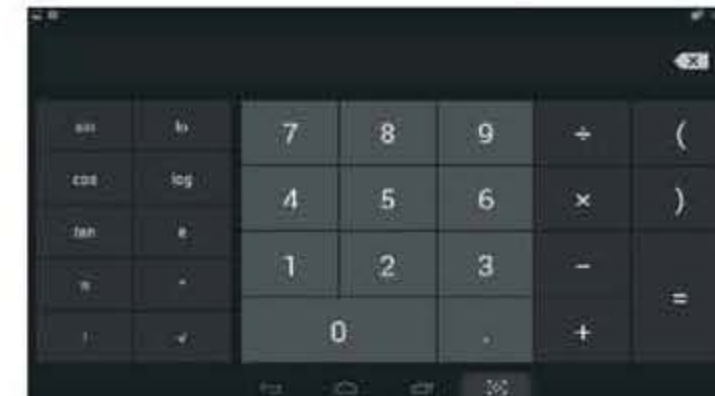 sin ln 7 8 9 ÷ (
cos log 4 5 6 × )
tan e
1 2 3 −
π ^ =
! √ 0 . +